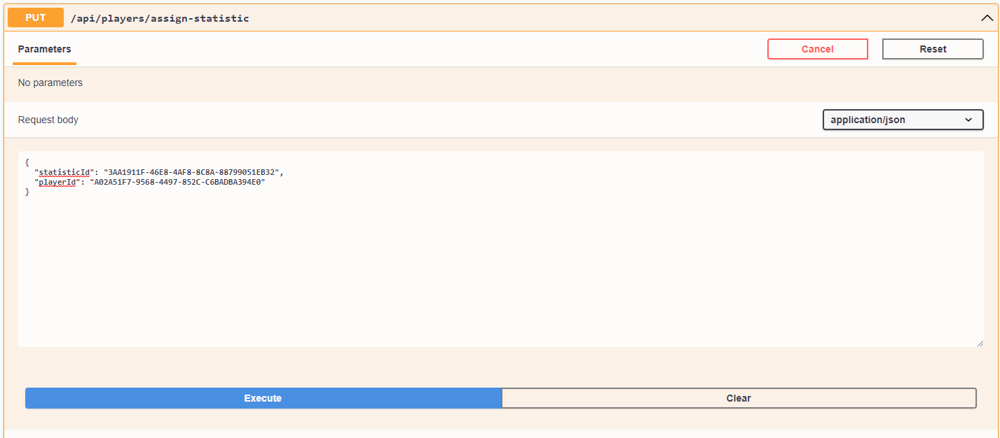 PUT /api/players/assign-statistic
Parameters Cancel Reset
No parameters
Request body application/json
{
"statisticId": "3AA1911F-46E8-4AF8-8C8A-88799051EB32",
"playerId": "A02A51F7-9568-4497-852C-C6BADBA394E0"
}
Execute Clear